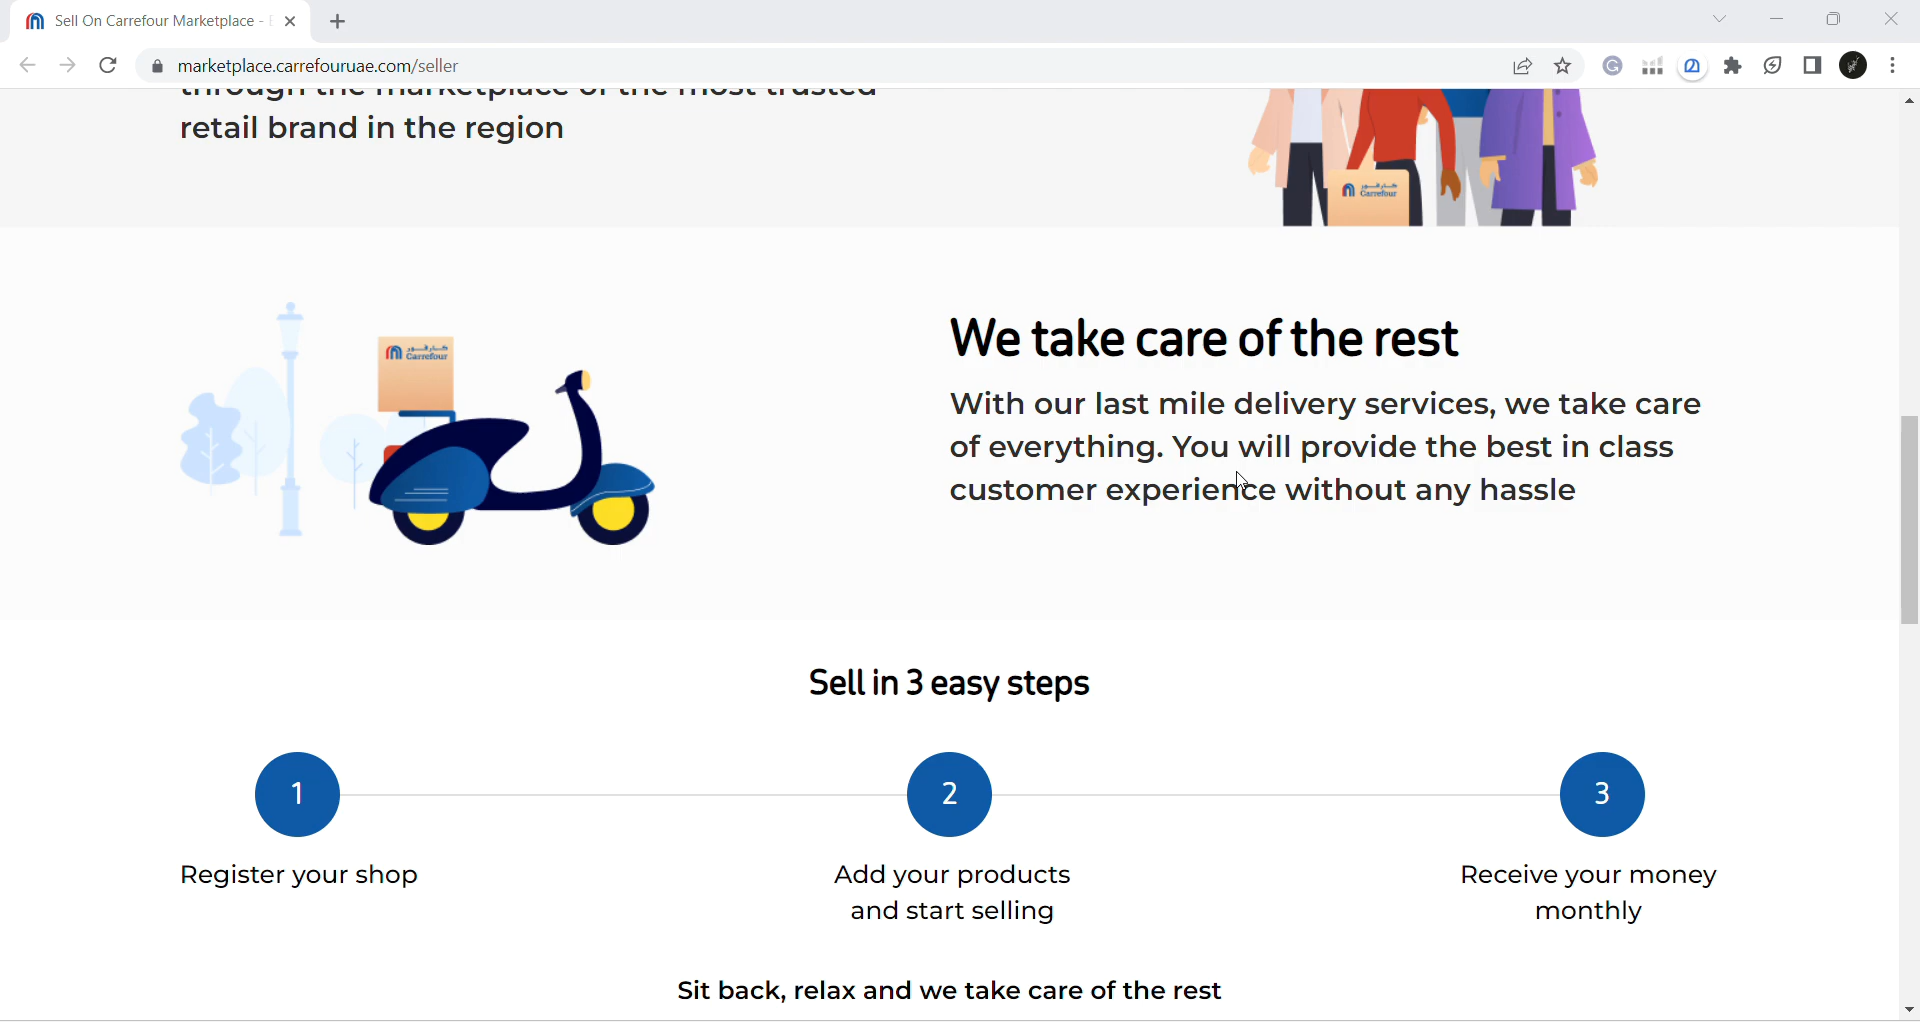 Sell On Carrefour Marketplace -
marketplace.carrefouruae.com/seller
through the marketplace of the most trusted
retail brand in the region
كارفور
Carrefour
كارفور
Carrefour
We take care of the rest
With our last mile delivery services, we take care
of everything. You will provide the best in class
customer experience without any hassle
Sell in 3 easy steps
1
2
3
Register your shop
Add your products
and start selling
Receive your money
monthly
Sit back, relax and we take care of the rest